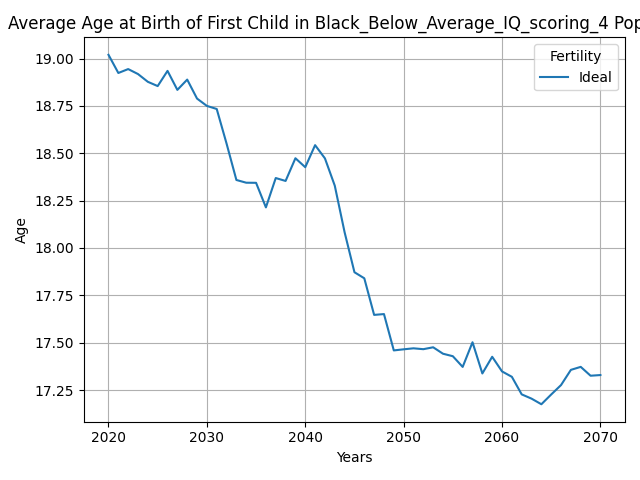 Average Age at Birth of First Child in Black_Below_Average_IQ_scoring_4 Pop
Fertility
Ideal
19.00
18.75
18.50
18.25
18.00
17.75
17.50
17.25
Age
2020 2030 2040 2050 2060 2070
Years